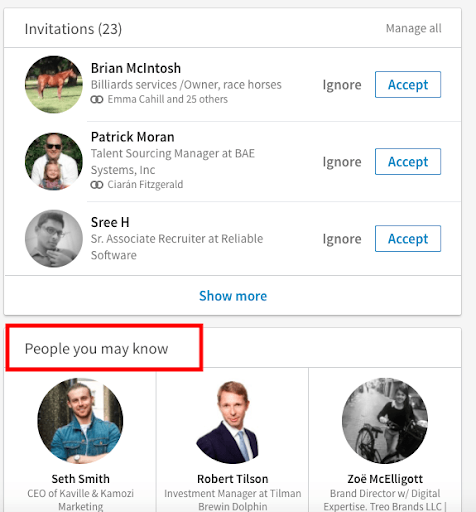 Invitations (23)
Manage all
Brian McIntosh
Billiards services /Owner, race horses
Emma Cahill and 25 others
Ignore
Accept
Patrick Moran
Talent Sourcing Manager at BAE
Systems, Inc
Ciarán Fitzgerald
Ignore
Accept
Sree H
Sr. Associate Recruiter at Reliable
Software
Ignore
Accept
Show more
People you may know
Seth Smith
CEO of Kaville & Kamozi
Marketing
Robert Tilson
Investment Manager at Tilman
Brewin Dolphin
Zoë McElligott
Brand Director w/ Digital
Expertise. Treo Brands LLC |